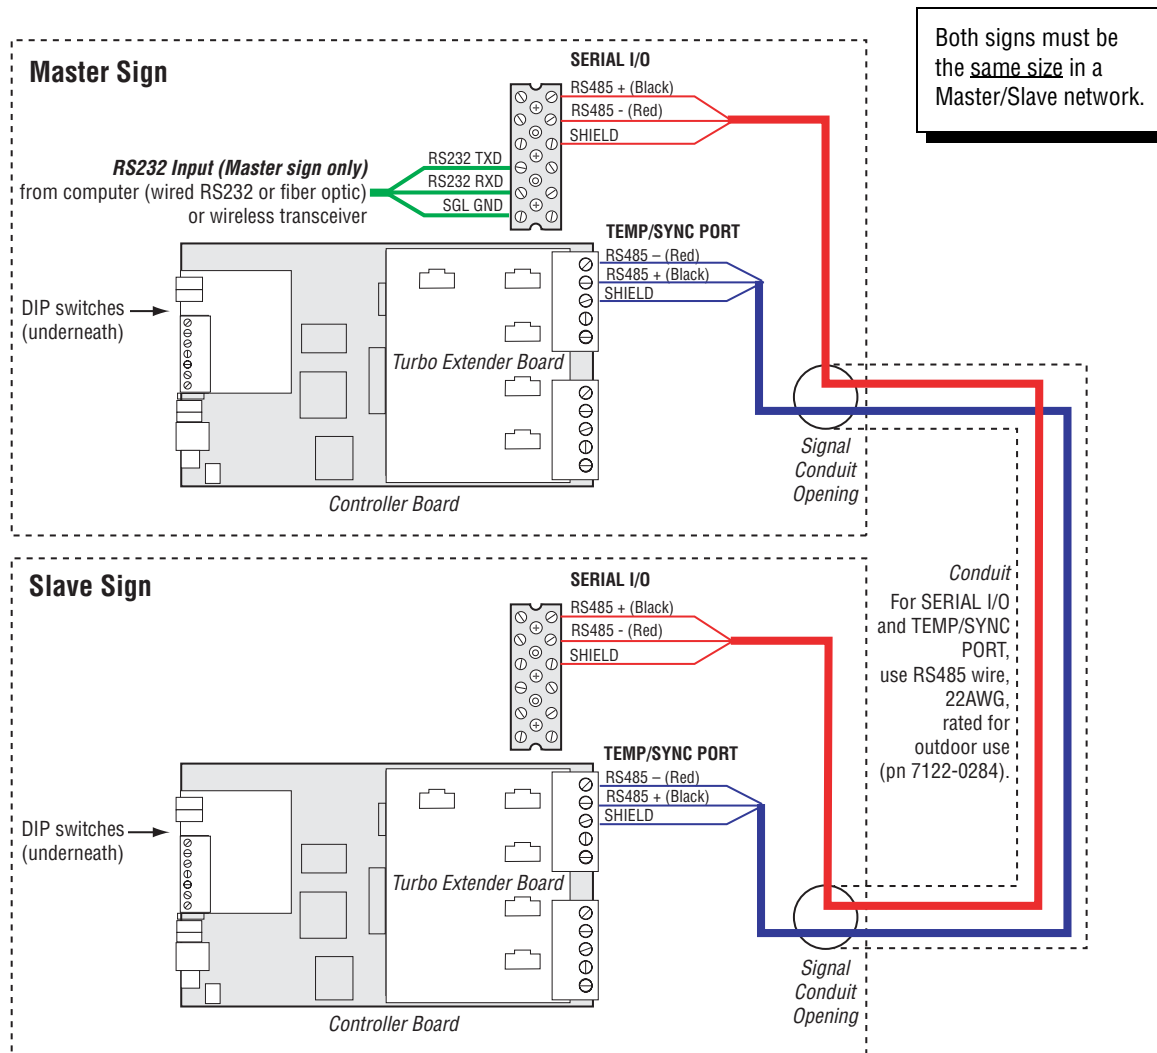 Both signs must be
the same size in a
Master/Slave network.
Master Sign
SERIAL I/O
RS485 + (Black)
RS485 - (Red)
SHIELD
RS232 Input (Master sign only)
from computer (wired RS232 or fiber optic)
or wireless transceiver
RS232 TXD
RS232 RXD
SGL GND
TEMP/SYNC PORT
RS485 – (Red)
RS485 + (Black)
SHIELD
DIP switches
(underneath)
Turbo Extender Board
Controller Board
Signal
Conduit
Opening
Conduit
For SERIAL I/O
and TEMP/SYNC
PORT,
use RS485 wire,
22AWG,
rated for
outdoor use
(pn 7122-0284).
Slave Sign
SERIAL I/O
RS485 + (Black)
RS485 - (Red)
SHIELD
TEMP/SYNC PORT
RS485 – (Red)
RS485 + (Black)
SHIELD
DIP switches
(underneath)
Turbo Extender Board
Controller Board
Signal
Conduit
Opening